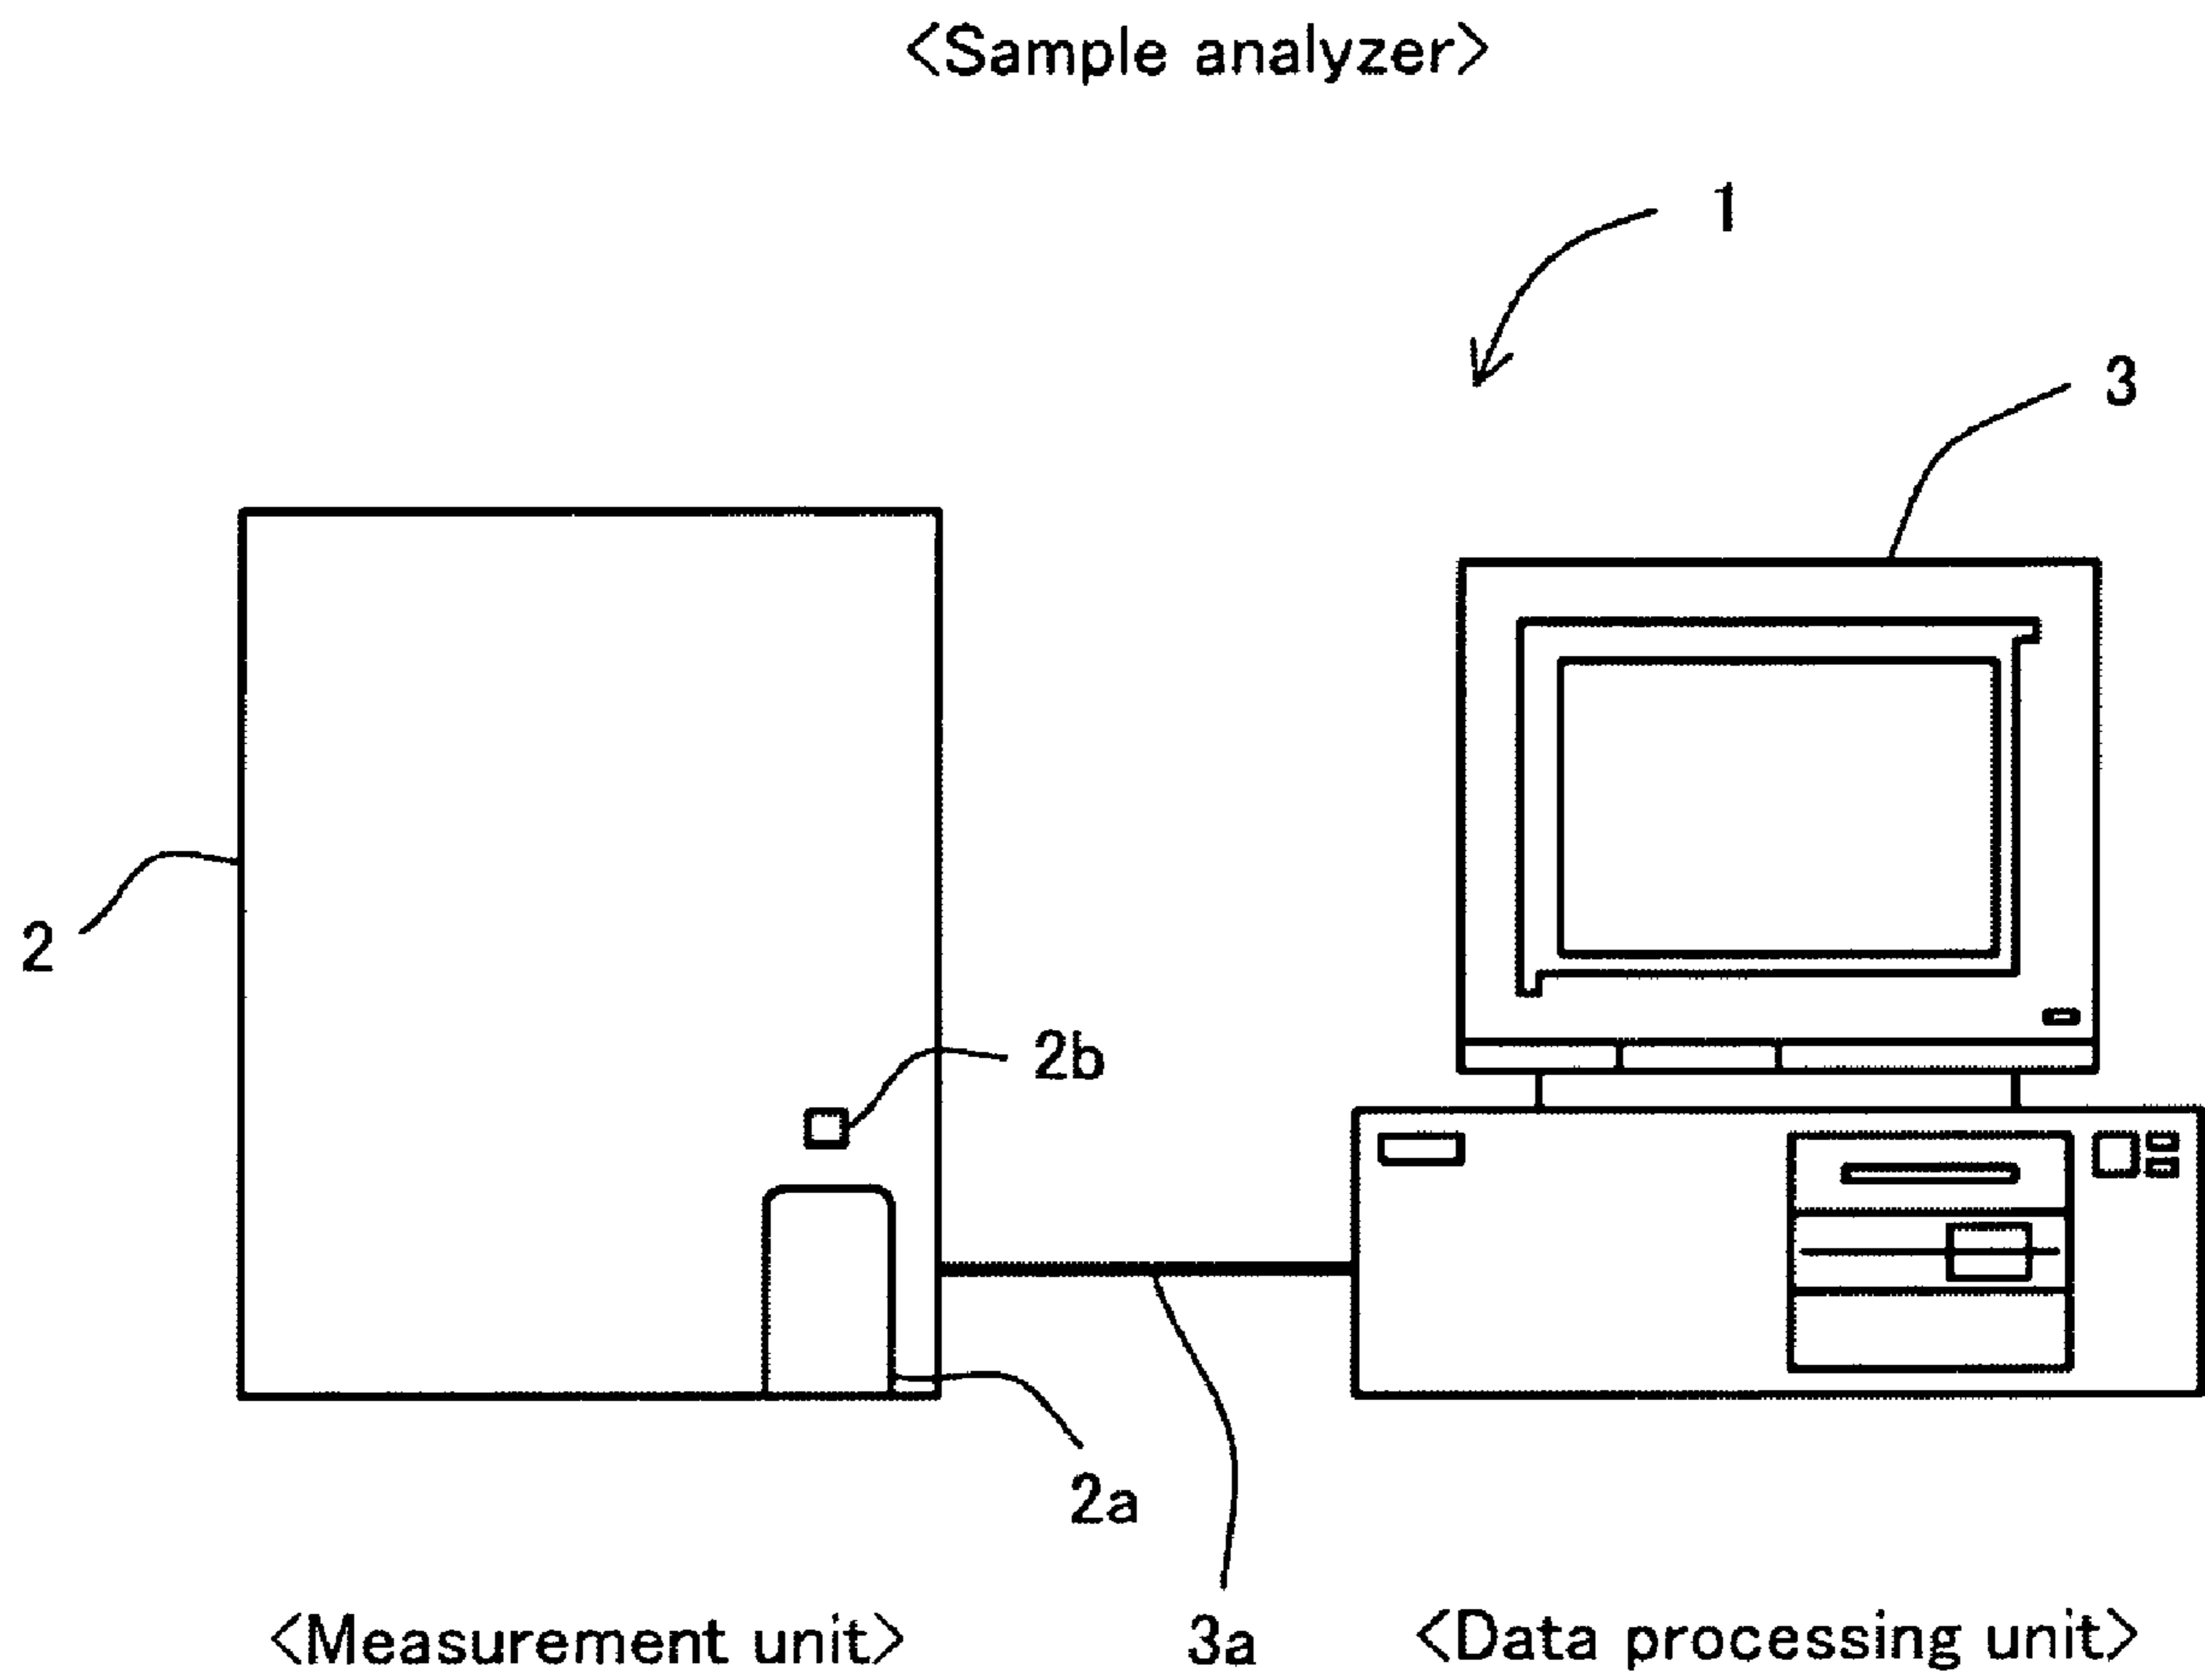 <Sample analyzer>
1
3
2
2b
2a
3a
<Measurement unit>
<Data processing unit>